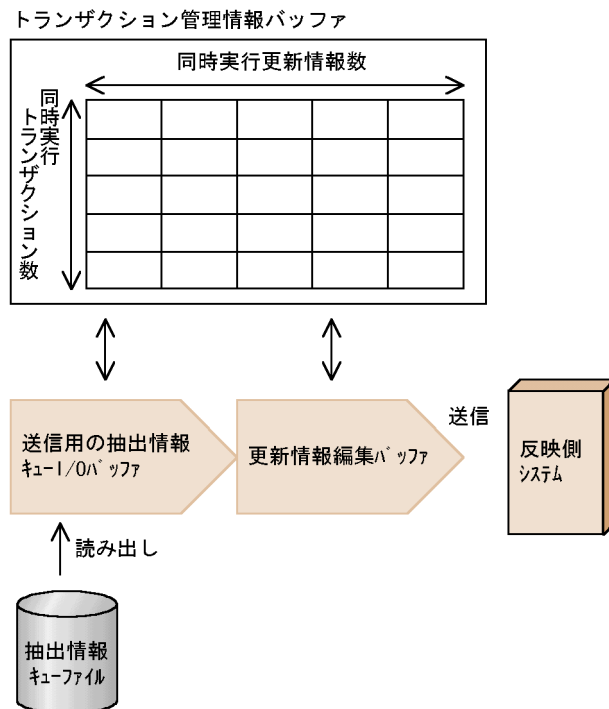 トランザクション管理情報バッファ
同時実行更新情報数
同時実行
トランザクション数
送信用の抽出情報
ｷｭｰI/Oﾊﾞｯﾌｧ
更新情報編集ﾊﾞｯﾌｧ
送信
反映側
ｼｽﾃﾑ
読み出し
抽出情報
ｷｭｰﾌｧｲﾙ